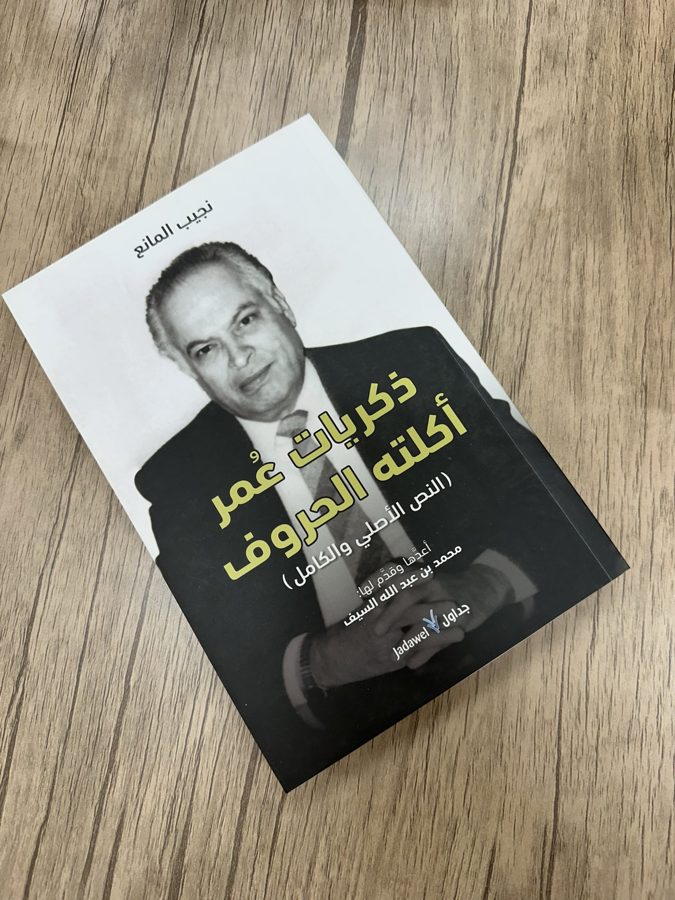 نجيب المانع
ذكريات عُمر
أكلته الحروف
(النص الأصلي والكامل)
أعدَّها وقدَّم لها:
محمد بن عبد الله السيف
جداول Jadawel